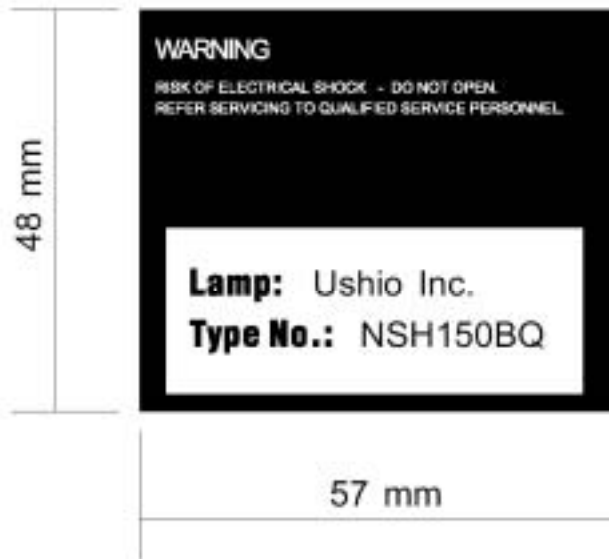 WARNING
RISK OF ELECTRICAL SHOCK - DO NOT OPEN.
REFER SERVICING TO QUALIFIED SERVICE PERSONNEL.
48 mm
Lamp: Ushio Inc.
Type No.: NSH150BQ
57 mm